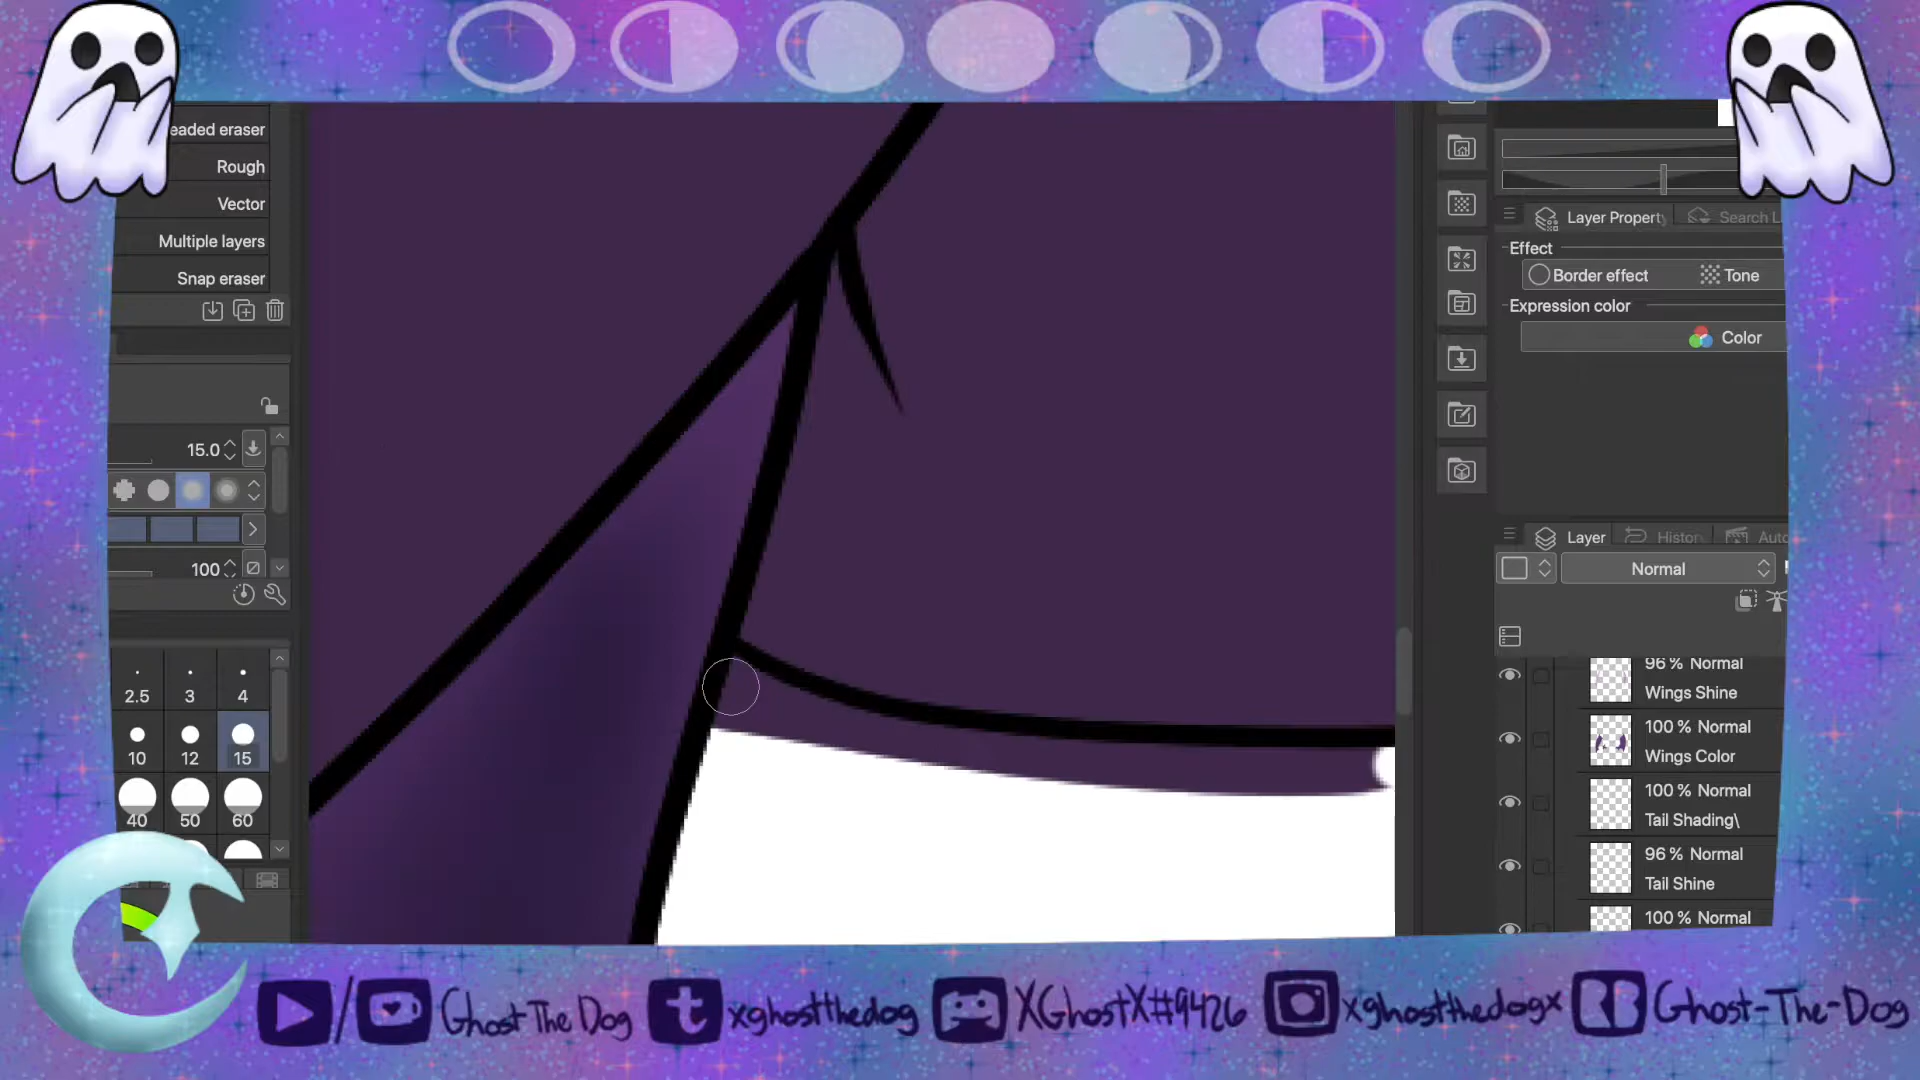 eaded eraser
Rough
Vector
Multiple layers
Snap eraser
15.0
100
2.5 3 4
10 12 15
40 50 60
Layer Property Search L
Effect
Border effect Tone
Expression color
Color
Layer Histor Auto
Normal
96 % Normal
Wings Shine
100 % Normal
Wings Color
100 % Normal
Tail Shading\
96 % Normal
Tail Shine
100 % Normal
/ Ghost The Dog t xghostthedog XGhostX#9426 xghostthedogx Ghost-The-Dog